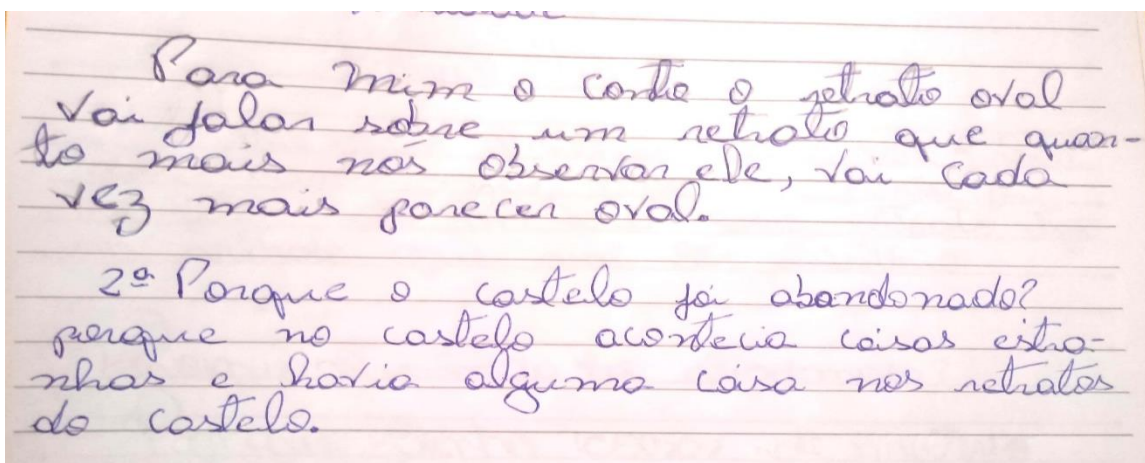 Para mim o conto o retrato oval
vai falar sobre um retrato que quan-
to mais nós observar ele, vai cada
vez mais parecer oval.
2ª Porque o castelo foi abandonado?
porque no castelo acontecia coisas estra-
nhas e havia alguma coisa nos retratos
do castelo.